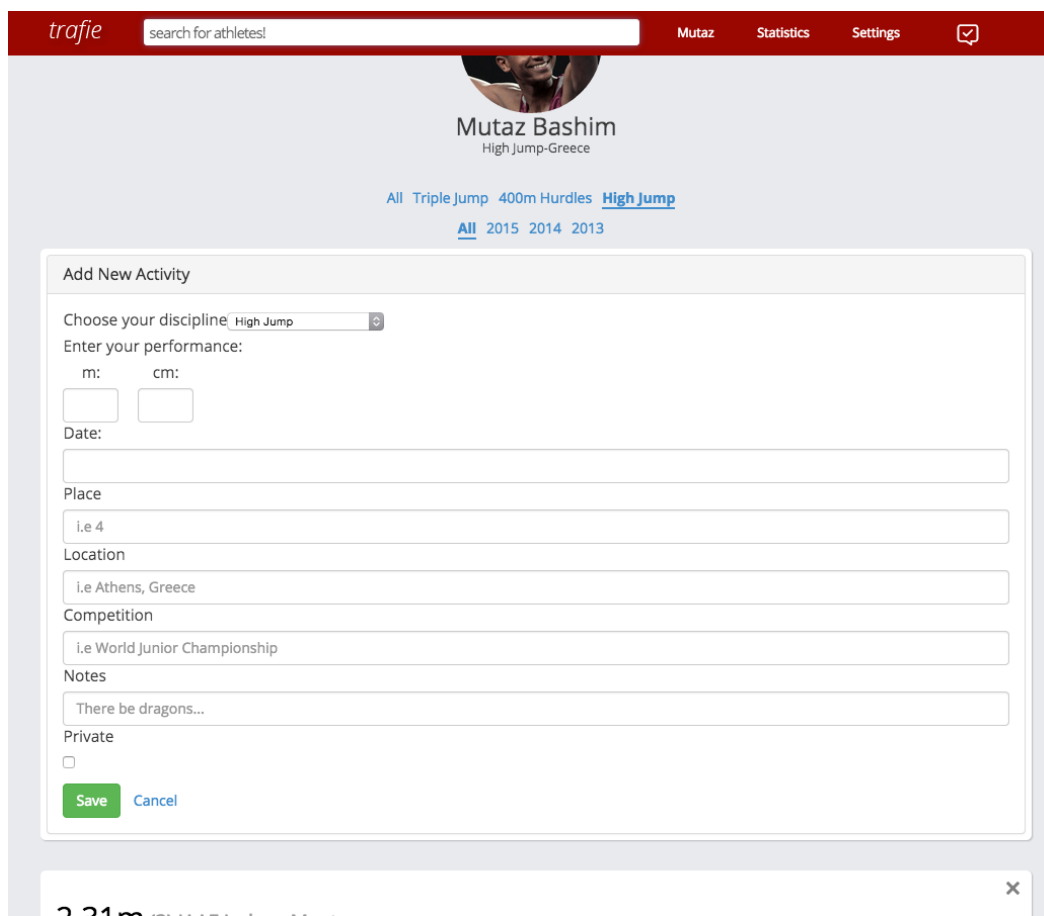 trafie search for athletes! Mutaz Statistics Settings
Mutaz Bashim
High Jump-Greece
All Triple Jump 400m Hurdles High Jump
All 2015 2014 2013
Add New Activity
Choose your discipline High Jump
Enter your performance:
m: cm:
Date:
Place
i.e 4
Location
i.e Athens, Greece
Competition
i.e World Junior Championship
Notes
There be dragons...
Private
Save Cancel
2.31m